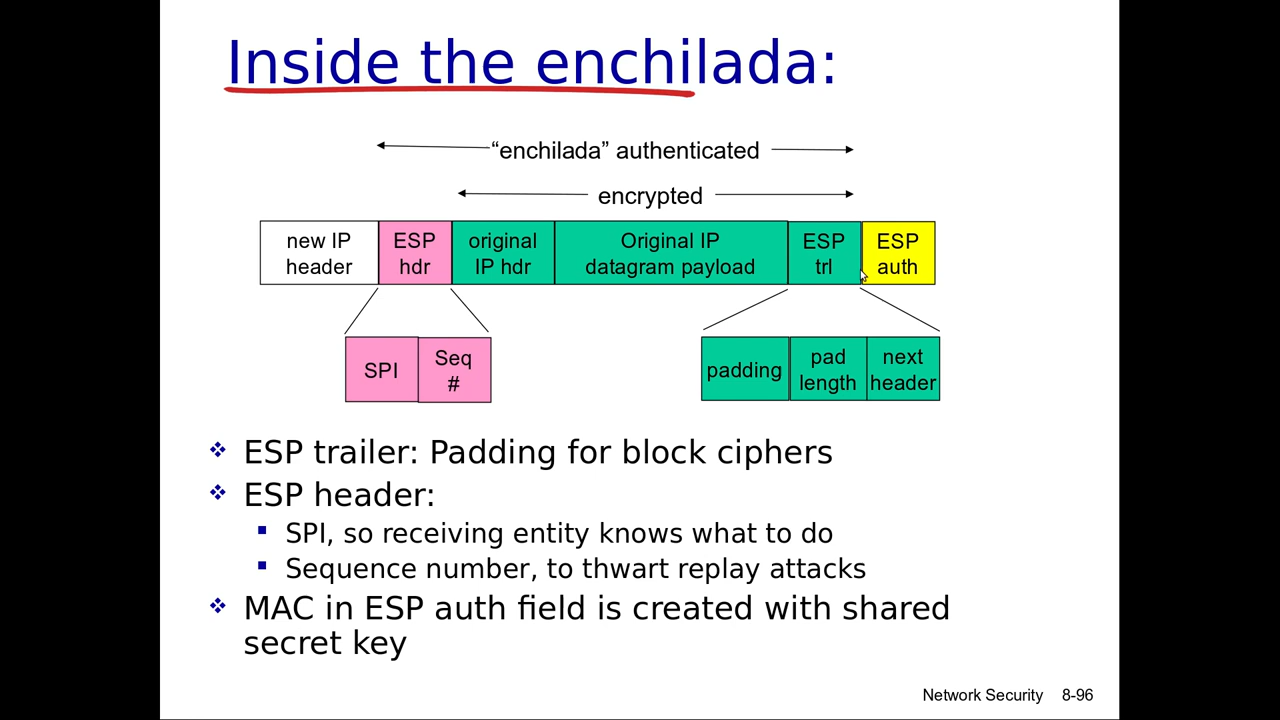 Inside the enchilada:
“enchilada” authenticated
encrypted
new IP
header
ESP
hdr
original
IP hdr
Original IP
datagram payload
ESP
trl
ESP
auth
SPI
Seq
#
padding
pad
length
next
header
ESP trailer: Padding for block ciphers
ESP header:
SPI, so receiving entity knows what to do
Sequence number, to thwart replay attacks
MAC in ESP auth field is created with shared
secret key
Network Security 8-96